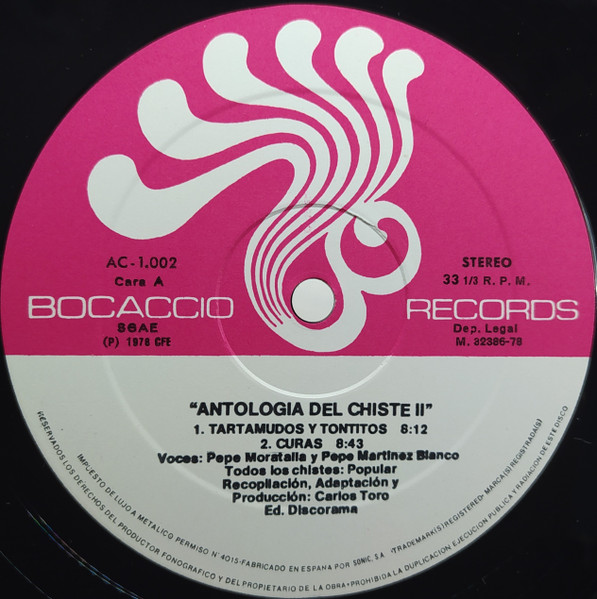 AC-1.002
Cara A
STEREO
33 1/3 R. P. M.
BOCACCIO RECORDS
SGAE
(P) 1978 CFE
Dep. Legal
M. 32386-78
"ANTOLOGIA DEL CHISTE II"
1. TARTAMUDOS Y TONTITOS 8:12
2. CURAS 8:43
Voces: Pepe Moratalla y Pepe Martinez Blanco
Todos los chistes: Popular
Recopilación, Adaptación y
Producción: Carlos Toro
Ed. Discorama
RESERVADOS LOS DERECHOS DEL PRODUCTOR FONOGRAFICO Y DEL PROPIETARIO DE LA OBRA·PROHIBIDA LA DUPLICACION EJECUCION PUBLICA Y RADIACION DE ESTE DISCO
IMPUESTO DE LUJO A METALICO PERMISO Nº 4015-FABRICADO EN ESPAÑA POR SONIC, S.A. ·TRADEMARK(S) REGISTERED·MARCA(S) REGISTRADA(S)